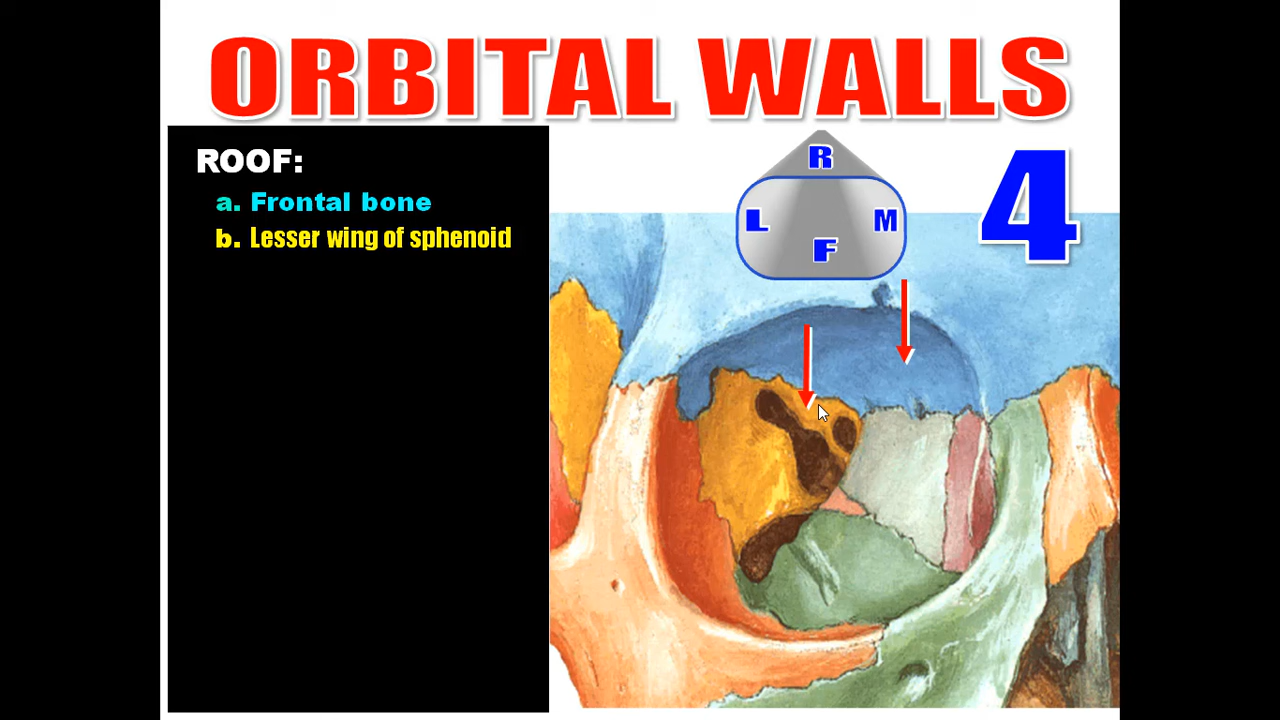 ORBITAL WALLS
ROOF:
a. Frontal bone
b. Lesser wing of sphenoid
R
L
M
F
4